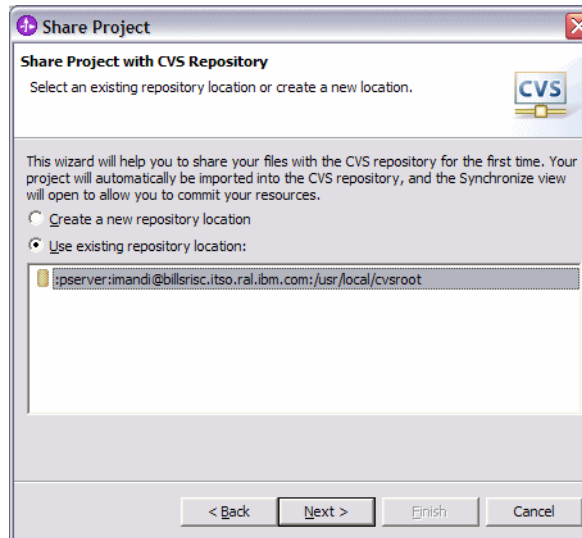 Share Project
Share Project with CVS Repository
Select an existing repository location or create a new location.
CVS
This wizard will help you to share your files with the CVS repository for the first time. Your
project will automatically be imported into the CVS repository, and the Synchronize view
will open to allow you to commit your resources.
Create a new repository location
Use existing repository location:
:pserver:imandi@billsrisc.itso.ral.ibm.com:/usr/local/cvsroot
< Back Next > Finish Cancel